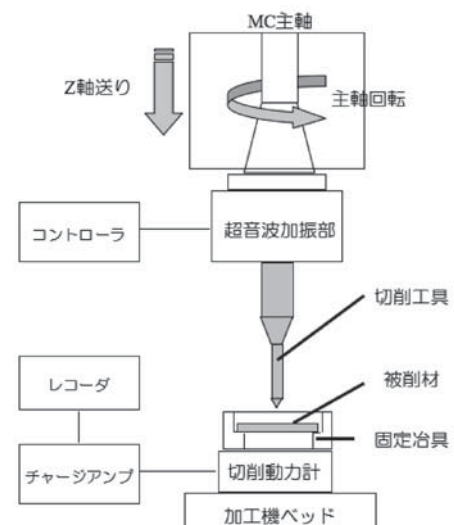 MC主軸
Z軸送り
主軸回転
コントローラ
超音波加振部
切削工具
レコーダ
被削材
固定冶具
チャージアンプ
切削動力計
加工機ベッド